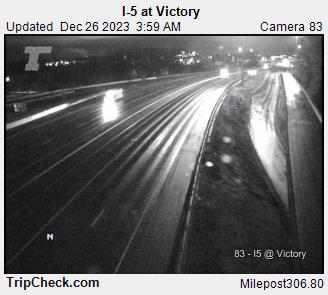 I-5 at Victory
Updated  Dec 26 2023  3:59 AM   Camera 83
T
N
83 - I5 @ Victory
TripCheck.com   Milepost306.80